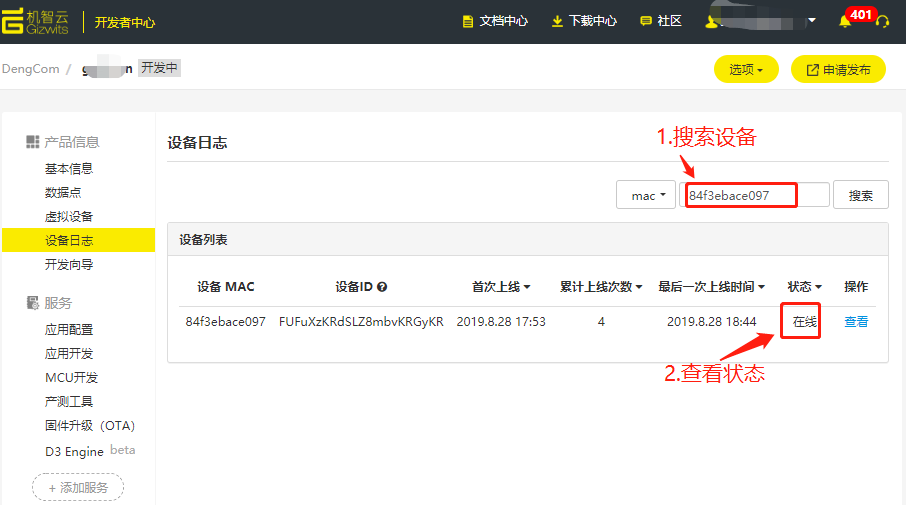 机智云 Gizwits 开发者中心 文档中心 下载中心 社区 401
DengCom / 开发中 选项 申请发布
产品信息
基本信息
数据点
虚拟设备
设备日志
开发向导
服务
应用配置
应用开发
MCU开发
产测工具
固件升级（OTA）
D3 Engine beta
+ 添加服务
设备日志
1.搜索设备
mac 84f3ebace097 搜索
设备列表
设备 MAC 设备ID 首次上线 累计上线次数 最后一次上线时间 状态 操作
84f3ebace097 FUFuXzKRdSLZ8mbvKRGyKR 2019.8.28 17:53 4 2019.8.28 18:44 在线 查看
2.查看状态